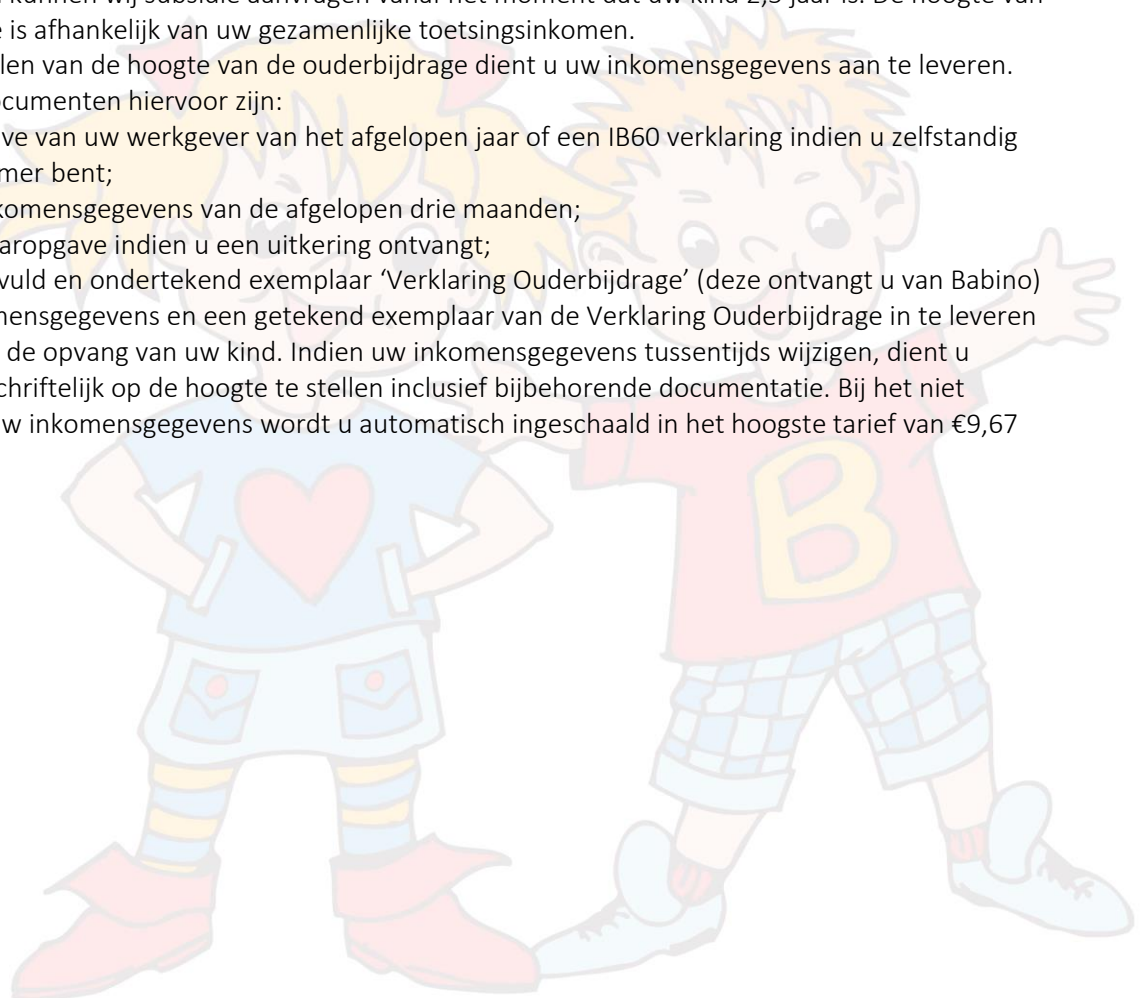 kunnen wij subsidie aanvragen vanaf het moment dat uw kind 2,5 jaar is. De hoogte van
e is afhankelijk van uw gezamenlijke toetsingsinkomen.
len van de hoogte van de ouderbijdrage dient u uw inkomensgegevens aan te leveren.
ocumenten hiervoor zijn:
ve van uw werkgever van het afgelopen jaar of een IB60 verklaring indien u zelfstandig
mer bent;
komensgegevens van de afgelopen drie maanden;
aropgave indien u een uitkering ontvangt;
vuld en ondertekend exemplaar ‘Verklaring Ouderbijdrage’ (deze ontvangt u van Babino)
nensgegevens en een getekend exemplaar van de Verklaring Ouderbijdrage in te leveren
de opvang van uw kind. Indien uw inkomensgegevens tussentijds wijzigen, dient u
chriftelijk op de hoogte te stellen inclusief bijbehorende documentatie. Bij het niet
w inkomensgegevens wordt u automatisch ingeschaald in het hoogste tarief van €9,67
B